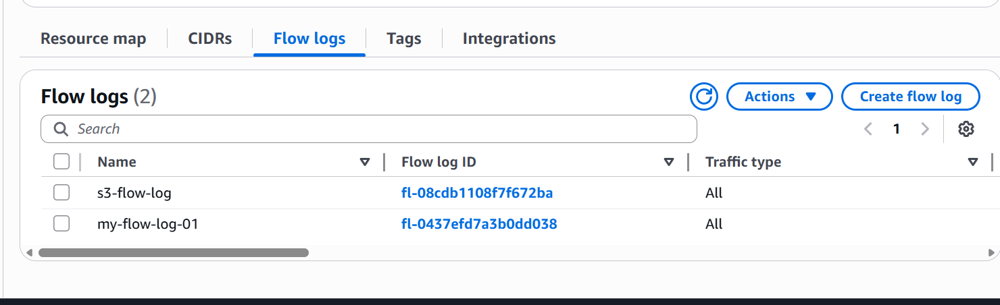 Resource map CIDRs Flow logs Tags Integrations
Flow logs (2) Actions Create flow log
Search 1
Name Flow log ID Traffic type
s3-flow-log fl-08cdb1108f7f672ba All
my-flow-log-01 fl-0437efd7a3b0dd038 All